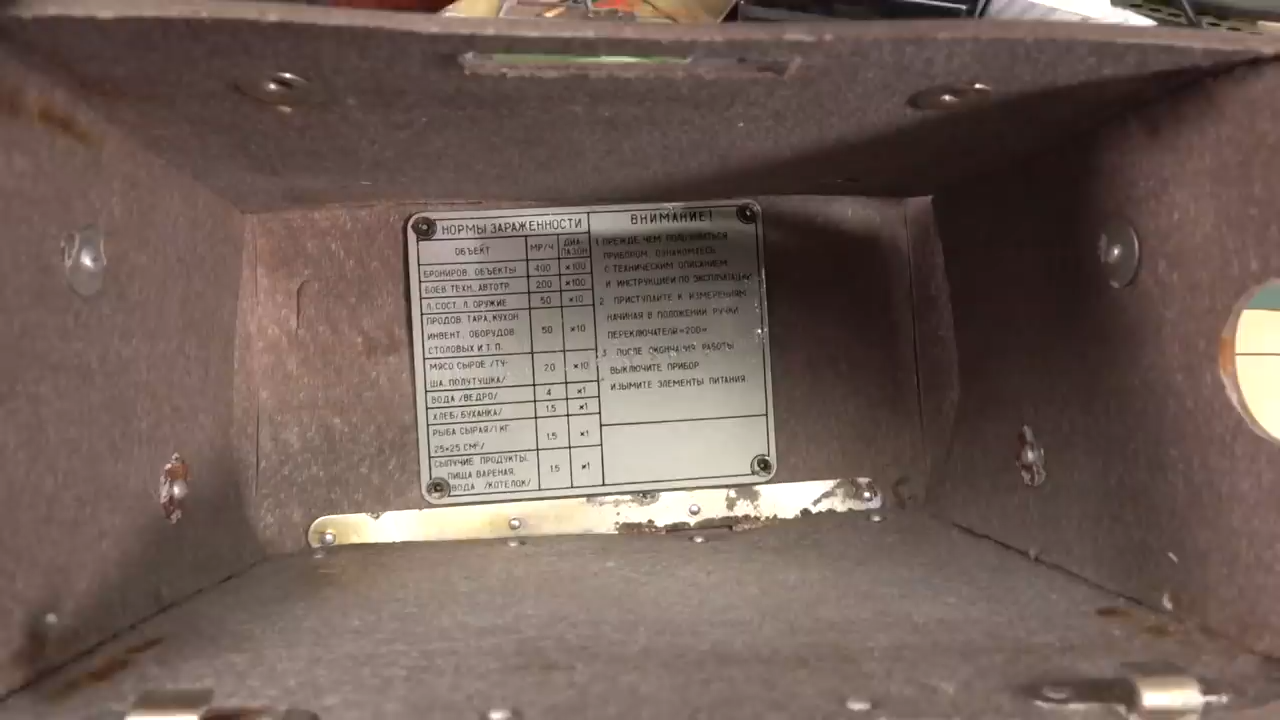 НОРМЫ ЗАРАЖЕННОСТИ
ОБЪЕКТ МР/Ч ДИА-
ПАЗОН
БРОНИРОВ. ОБЪЕКТЫ 400 ×100
БОЕВ. ТЕХН., АВТОТР. 200 ×100
Л. СОСТ. Л. ОРУЖИЕ 50 ×10
ПРОДОВ. ТАРА, КУХОН
ИНВЕНТ. ОБОРУДОВ. 50 ×10
СТОЛОВЫХ И Т. П.
МЯСО СЫРОЕ /ТУ- 20 ×10
ША, ПОЛУТУШКА/
ВОДА /ВЕДРО/ 4 ×1
ХЛЕБ/БУХАНКА/ 1.5 ×1
РЫБА СЫРАЯ/1 КГ 1.5 ×1
25×25 СМ²/
СЫПУЧИЕ ПРОДУКТЫ,
ПИЩА ВАРЕНАЯ, 1.5 ×1
ВОДА /КОТЕЛОК/
ВНИМАНИЕ!
1 ПРЕЖДЕ ЧЕМ ПОЛЬЗОВАТЬСЯ
ПРИБОРОМ, ОЗНАКОМЬТЕСЬ
С ТЕХНИЧЕСКИМ ОПИСАНИЕМ
И ИНСТРУКЦИЕЙ ПО ЭКСПЛУАТАЦИИ
2 ПРИСТУПАЙТЕ К ИЗМЕРЕНИЯМ
НАЧИНАЯ В ПОЛОЖЕНИИ РУЧКИ
ПЕРЕКЛЮЧАТЕЛЯ «200»
3 ПОСЛЕ ОКОНЧАНИЯ РАБОТЫ
ВЫКЛЮЧИТЕ ПРИБОР
ИЗЫМИТЕ ЭЛЕМЕНТЫ ПИТАНИЯ.